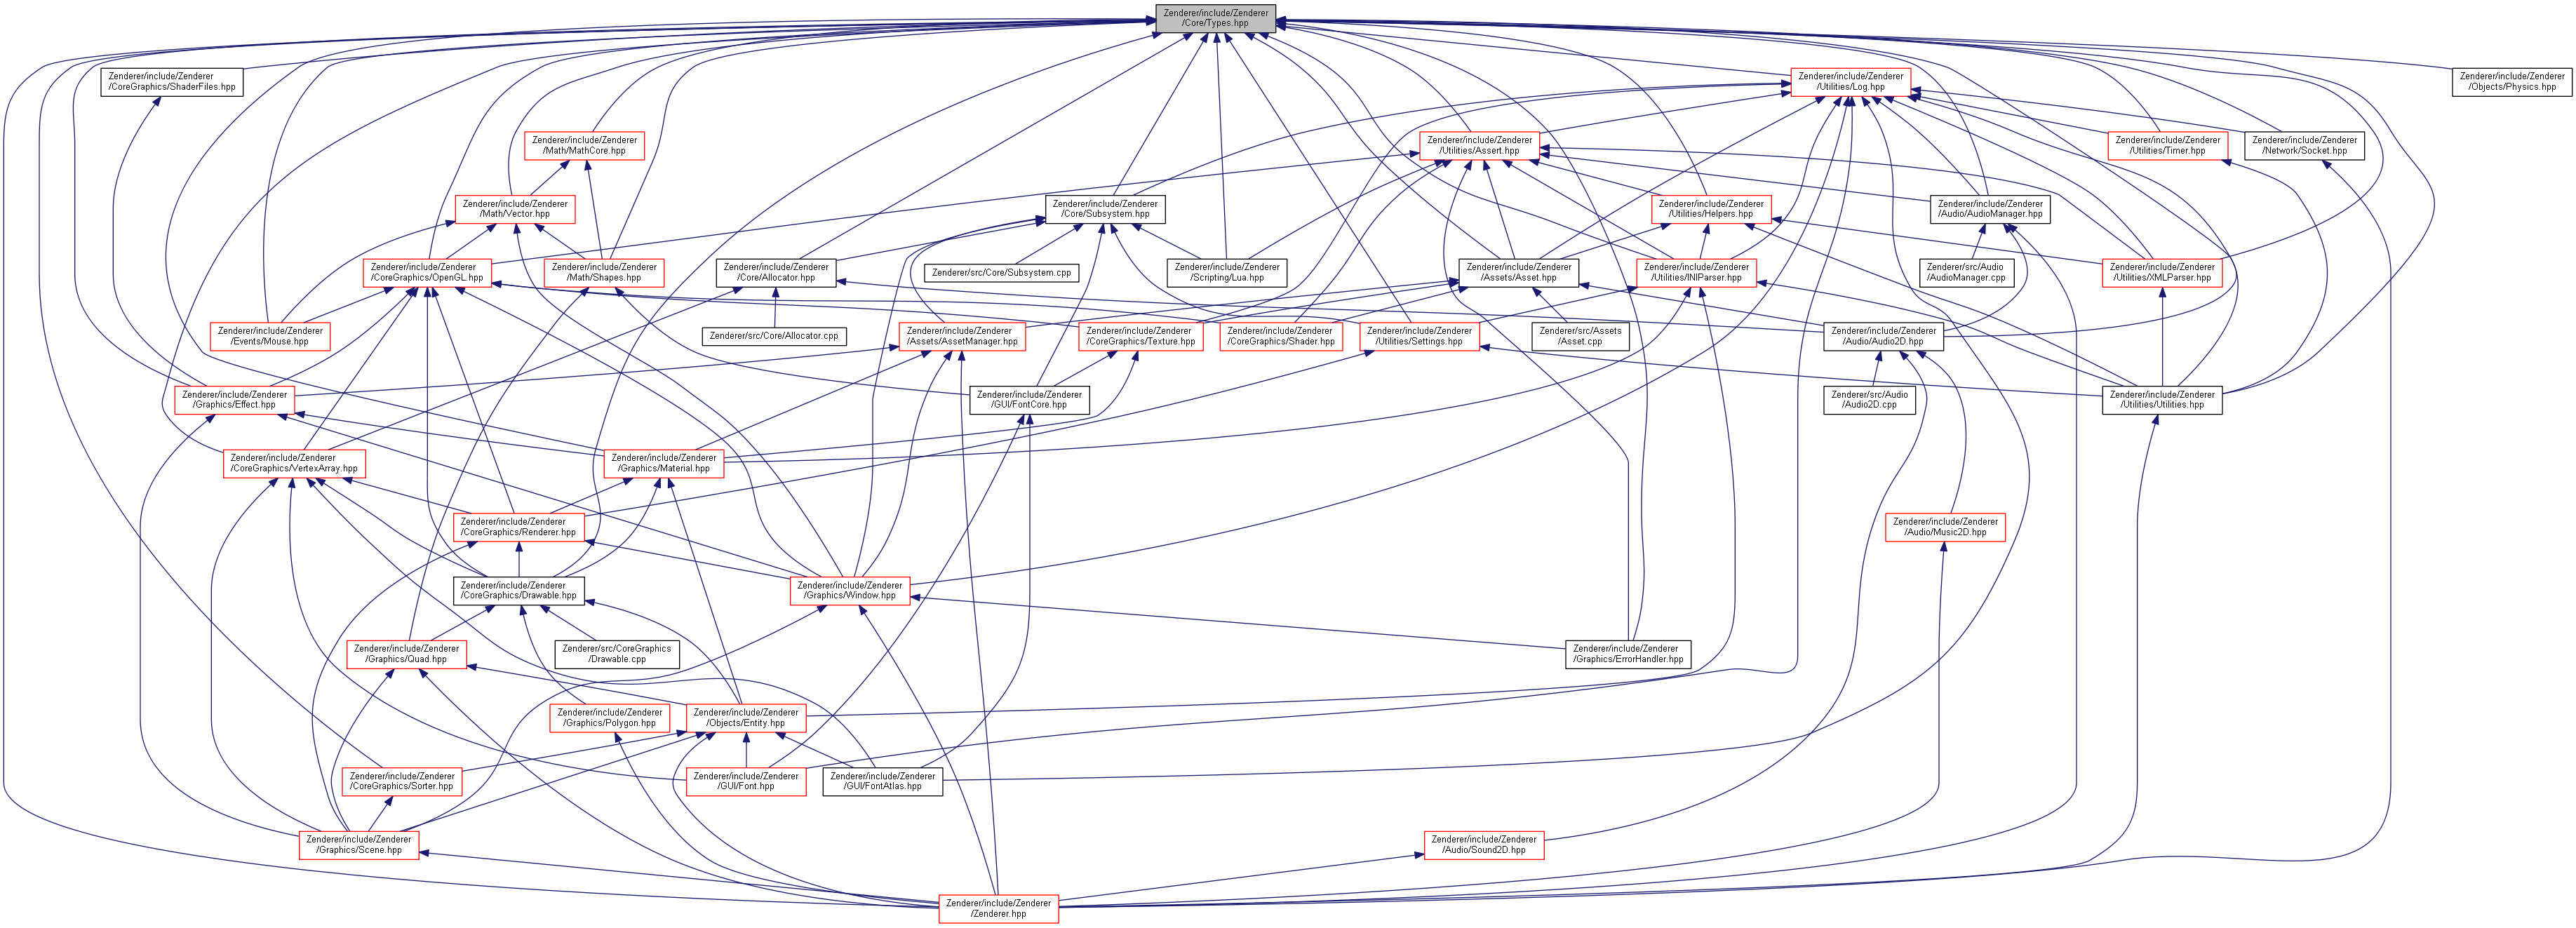 Zenderer/include/Zenderer
/Core/Types.hpp
Zenderer/include/Zenderer
/CoreGraphics/ShaderFiles.hpp
Zenderer/include/Zenderer
/Utilities/Log.hpp
Zenderer/include/Zenderer
/Objects/Physics.hpp
Zenderer/include/Zenderer
/Math/MathCore.hpp
Zenderer/include/Zenderer
/Utilities/Assert.hpp
Zenderer/include/Zenderer
/Utilities/Timer.hpp
Zenderer/include/Zenderer
/Network/Socket.hpp
Zenderer/include/Zenderer
/Math/Vector.hpp
Zenderer/include/Zenderer
/Core/Subsystem.hpp
Zenderer/include/Zenderer
/Utilities/Helpers.hpp
Zenderer/include/Zenderer
/Audio/AudioManager.hpp
Zenderer/include/Zenderer
/CoreGraphics/OpenGL.hpp
Zenderer/include/Zenderer
/Math/Shapes.hpp
Zenderer/include/Zenderer
/Core/Allocator.hpp
Zenderer/src/Core/Subsystem.cpp
Zenderer/include/Zenderer
/Scripting/Lua.hpp
Zenderer/include/Zenderer
/Assets/Asset.hpp
Zenderer/include/Zenderer
/Utilities/INIParser.hpp
Zenderer/src/Audio
/AudioManager.cpp
Zenderer/include/Zenderer
/Utilities/XMLParser.hpp
Zenderer/include/Zenderer
/Events/Mouse.hpp
Zenderer/src/Core/Allocator.cpp
Zenderer/include/Zenderer
/Assets/AssetManager.hpp
Zenderer/include/Zenderer
/CoreGraphics/Texture.hpp
Zenderer/include/Zenderer
/CoreGraphics/Shader.hpp
Zenderer/include/Zenderer
/Utilities/Settings.hpp
Zenderer/src/Assets
/Asset.cpp
Zenderer/include/Zenderer
/Audio/Audio2D.hpp
Zenderer/include/Zenderer
/Graphics/Effect.hpp
Zenderer/include/Zenderer
/GUI/FontCore.hpp
Zenderer/src/Audio
/Audio2D.cpp
Zenderer/include/Zenderer
/Utilities/Utilities.hpp
Zenderer/include/Zenderer
/CoreGraphics/VertexArray.hpp
Zenderer/include/Zenderer
/Graphics/Material.hpp
Zenderer/include/Zenderer
/CoreGraphics/Renderer.hpp
Zenderer/include/Zenderer
/Audio/Music2D.hpp
Zenderer/include/Zenderer
/CoreGraphics/Drawable.hpp
Zenderer/include/Zenderer
/Graphics/Window.hpp
Zenderer/include/Zenderer
/Graphics/Quad.hpp
Zenderer/src/CoreGraphics
/Drawable.cpp
Zenderer/include/Zenderer
/Graphics/ErrorHandler.hpp
Zenderer/include/Zenderer
/Graphics/Polygon.hpp
Zenderer/include/Zenderer
/Objects/Entity.hpp
Zenderer/include/Zenderer
/CoreGraphics/Sorter.hpp
Zenderer/include/Zenderer
/GUI/Font.hpp
Zenderer/include/Zenderer
/GUI/FontAtlas.hpp
Zenderer/include/Zenderer
/Graphics/Scene.hpp
Zenderer/include/Zenderer
/Audio/Sound2D.hpp
Zenderer/include/Zenderer
/Zenderer.hpp